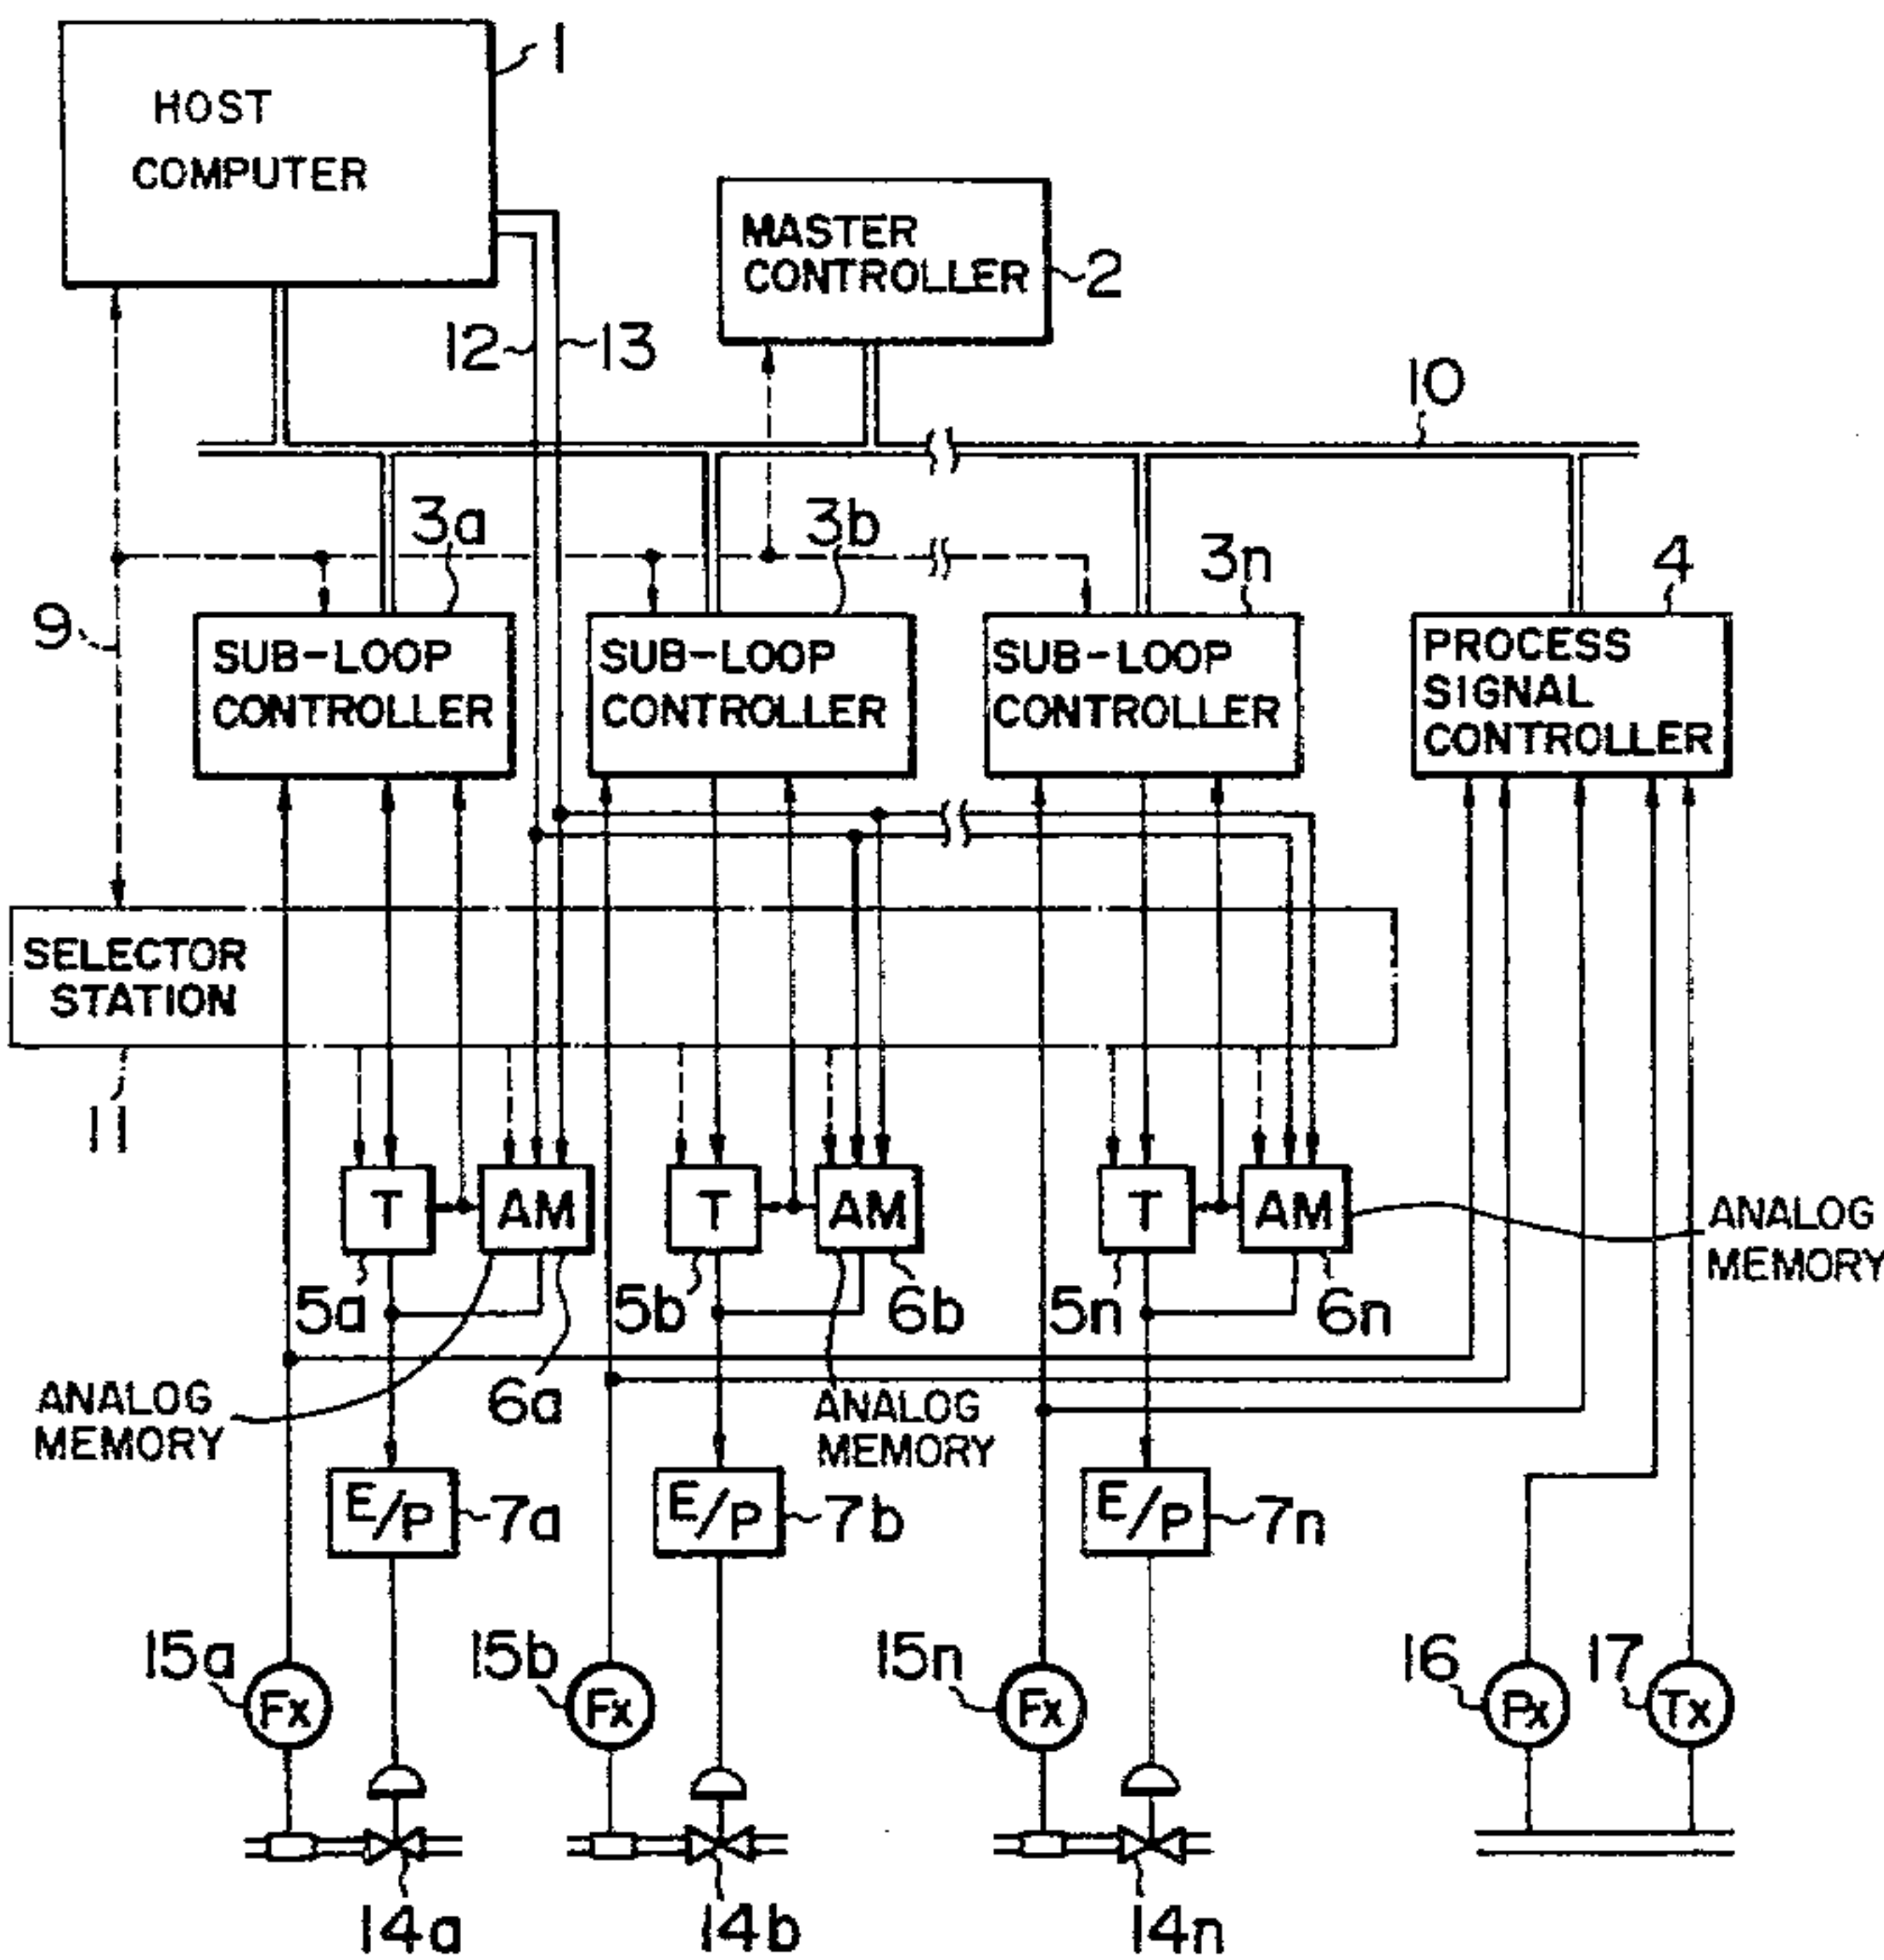 1
HOST
COMPUTER
MASTER
CONTROLLER
2
12
13
10
3a
3b
3n
4
9
SUB-LOOP
CONTROLLER
SUB-LOOP
CONTROLLER
SUB-LOOP
CONTROLLER
PROCESS
SIGNAL
CONTROLLER
SELECTOR
STATION
11
T
AM
T
AM
T
AM
ANALOG
MEMORY
5a
5b
6b
5n
6n
6a
ANALOG
MEMORY
ANALOG
MEMORY
E/P
7a
E/P
7b
E/P
7n
15a
15b
15n
16
17
Fx
Fx
Fx
Px
Tx
14a
14b
14n